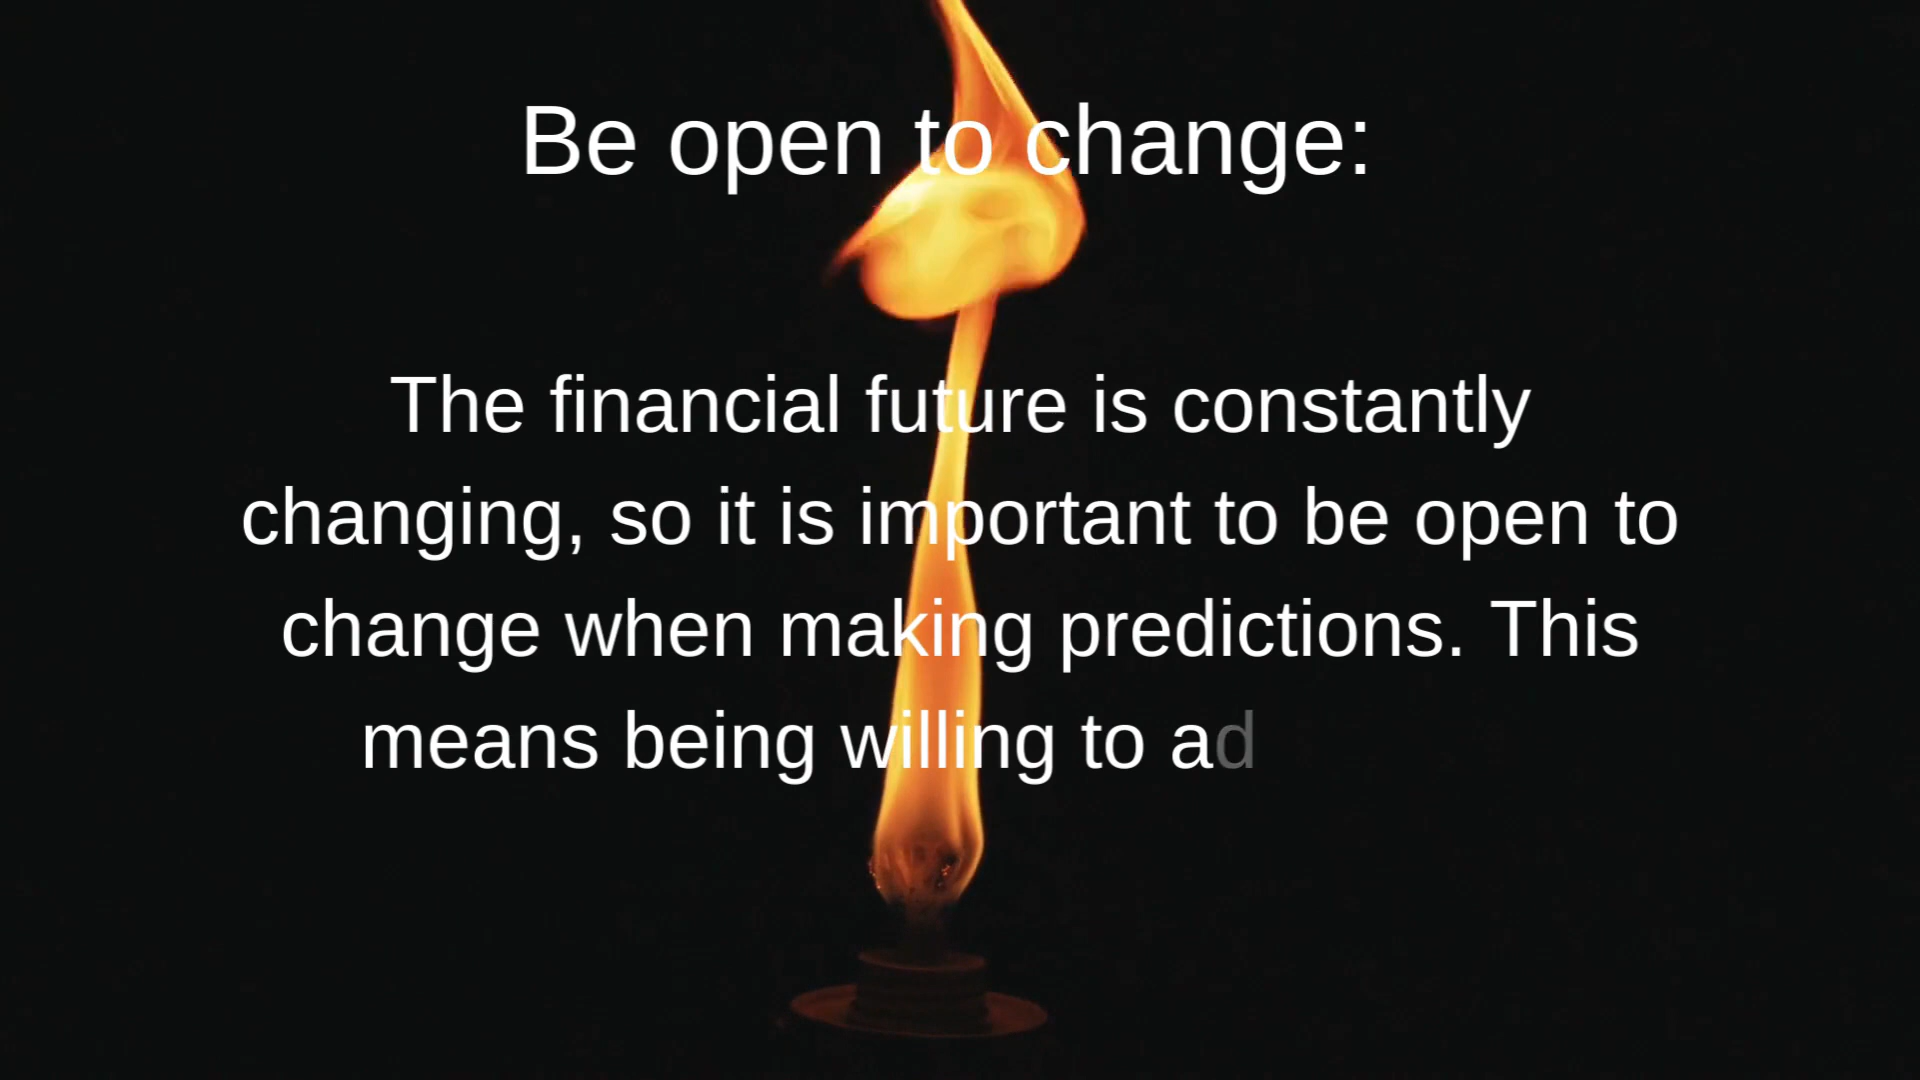 Be open to change:
The financial future is constantly
changing, so it is important to be open to
change when making predictions. This
means being willing to ad